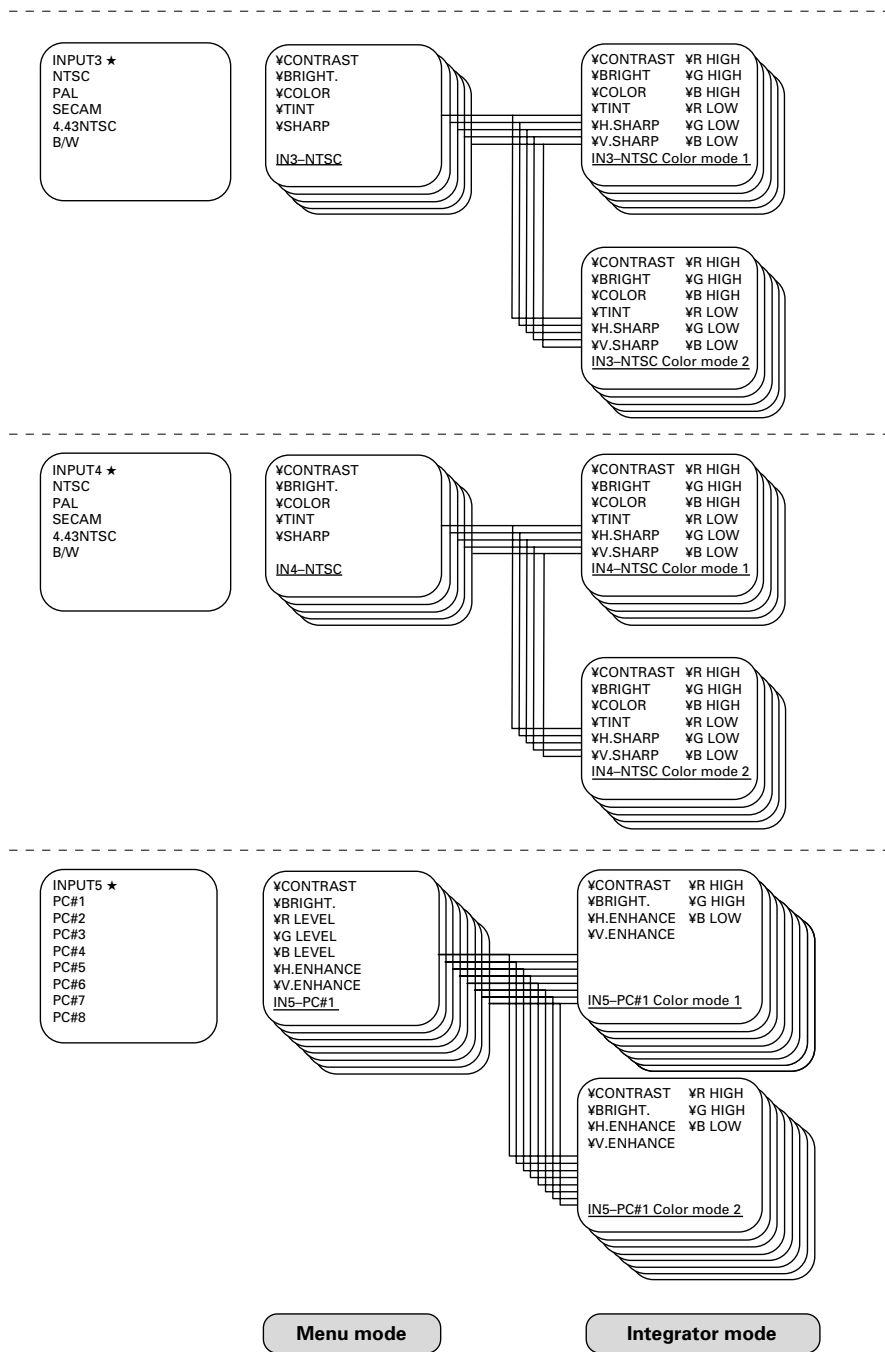 INPUT3 ★
NTSC
PAL
SECAM
4.43NTSC
B/W
¥CONTRAST
¥BRIGHT.
¥COLOR
¥TINT
¥SHARP
IN3–NTSC
¥CONTRAST ¥R HIGH
¥BRIGHT ¥G HIGH
¥COLOR ¥B HIGH
¥TINT ¥R LOW
¥H.SHARP ¥G LOW
¥V.SHARP ¥B LOW
IN3–NTSC Color mode 1
¥CONTRAST ¥R HIGH
¥BRIGHT ¥G HIGH
¥COLOR ¥B HIGH
¥TINT ¥R LOW
¥H.SHARP ¥G LOW
¥V.SHARP ¥B LOW
IN3–NTSC Color mode 2
INPUT4 ★
NTSC
PAL
SECAM
4.43NTSC
B/W
¥CONTRAST
¥BRIGHT.
¥COLOR
¥TINT
¥SHARP
IN4–NTSC
¥CONTRAST ¥R HIGH
¥BRIGHT ¥G HIGH
¥COLOR ¥B HIGH
¥TINT ¥R LOW
¥H.SHARP ¥G LOW
¥V.SHARP ¥B LOW
IN4–NTSC Color mode 1
¥CONTRAST ¥R HIGH
¥BRIGHT ¥G HIGH
¥COLOR ¥B HIGH
¥TINT ¥R LOW
¥H.SHARP ¥G LOW
¥V.SHARP ¥B LOW
IN4–NTSC Color mode 2
INPUT5 ★
PC#1
PC#2
PC#3
PC#4
PC#5
PC#6
PC#7
PC#8
¥CONTRAST
¥BRIGHT.
¥R LEVEL
¥G LEVEL
¥B LEVEL
¥H.ENHANCE
¥V.ENHANCE
IN5–PC#1
¥CONTRAST ¥R HIGH
¥BRIGHT. ¥G HIGH
¥H.ENHANCE ¥B LOW
¥V.ENHANCE
IN5–PC#1 Color mode 1
¥CONTRAST ¥R HIGH
¥BRIGHT. ¥G HIGH
¥H.ENHANCE ¥B LOW
¥V.ENHANCE
IN5–PC#1 Color mode 2
Menu mode
Integrator mode